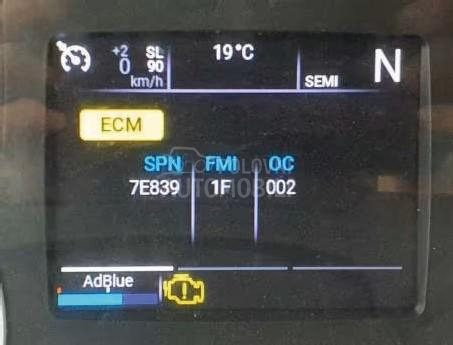 +2 SL 19°C
0 90
km/h SEMI N
ECM
SPN FMI OC
7E839 1F 002
AdBlue